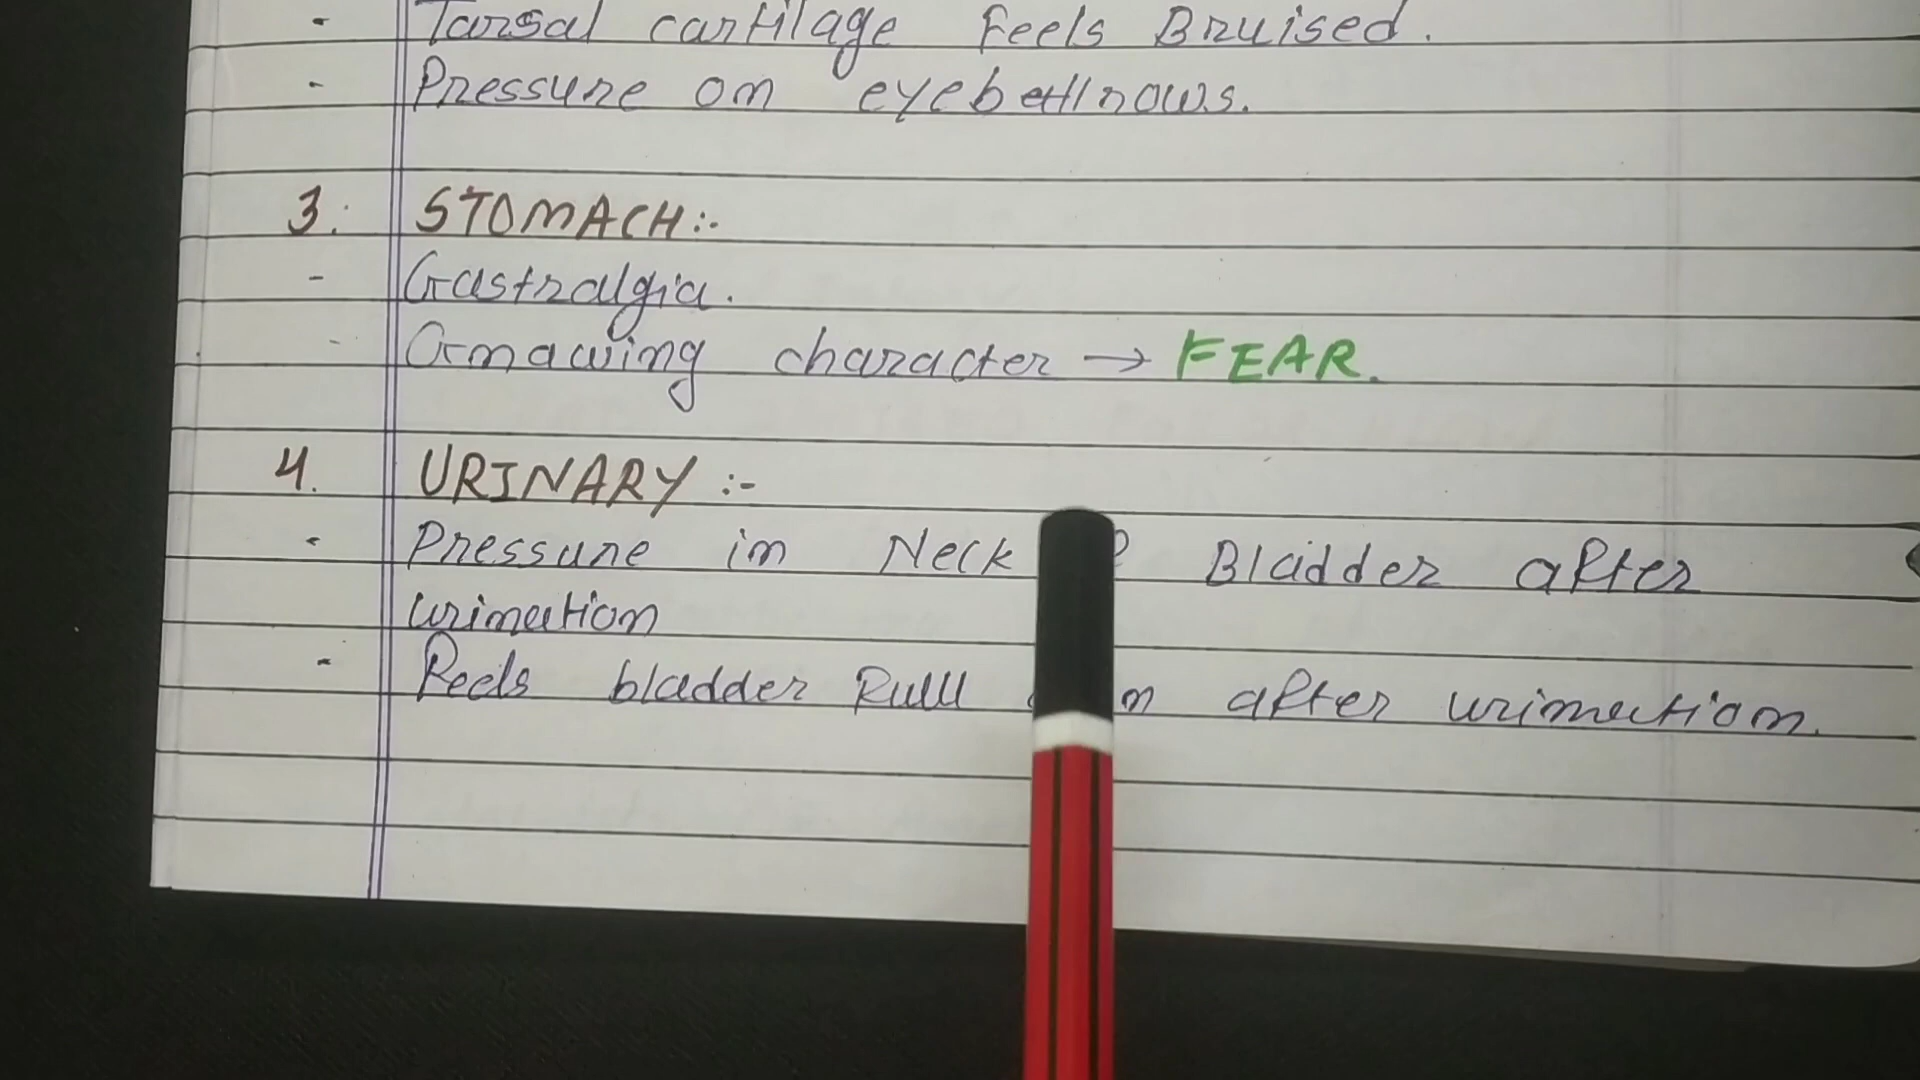 - Tarsal cartilage feels Bruised.
- Pressure on eyeballnows.
3. STOMACH:-
- Gastralgia.
- Gnawing character → FEAR.
4. URINARY :-
- Pressure in Neck Bladder after
urination
- Feels bladder full after urination.